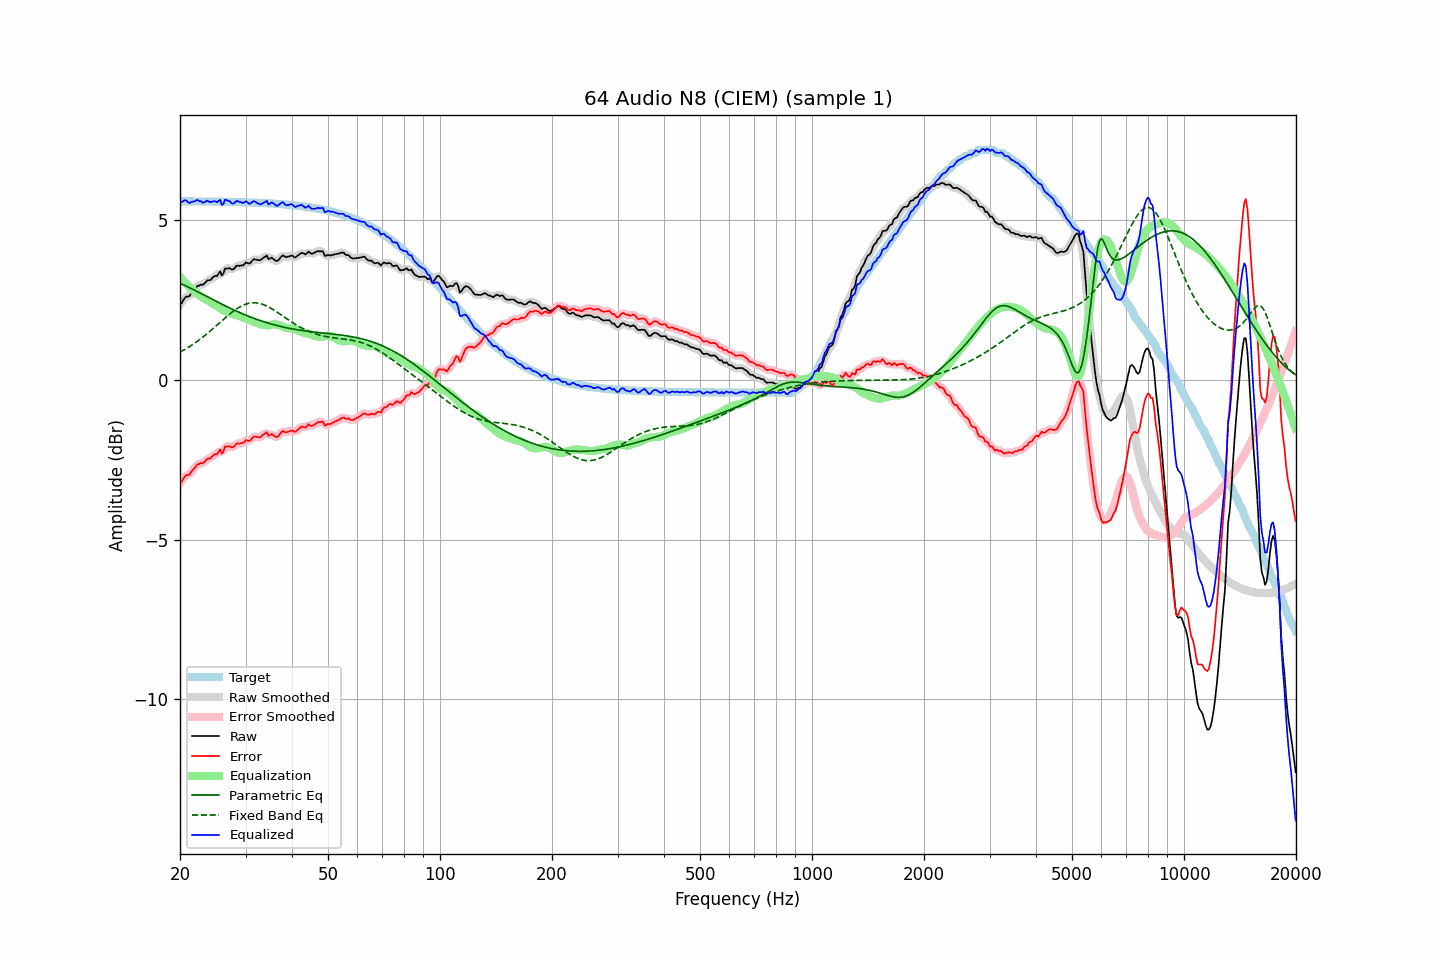 64 Audio N8 (CIEM) (sample 1)
5
0
−5
−10
Amplitude (dBr)
Target
Raw Smoothed
Error Smoothed
Raw
Error
Equalization
Parametric Eq
Fixed Band Eq
Equalized
20 50 100 200 500 1000 2000 5000 10000 20000
Frequency (Hz)